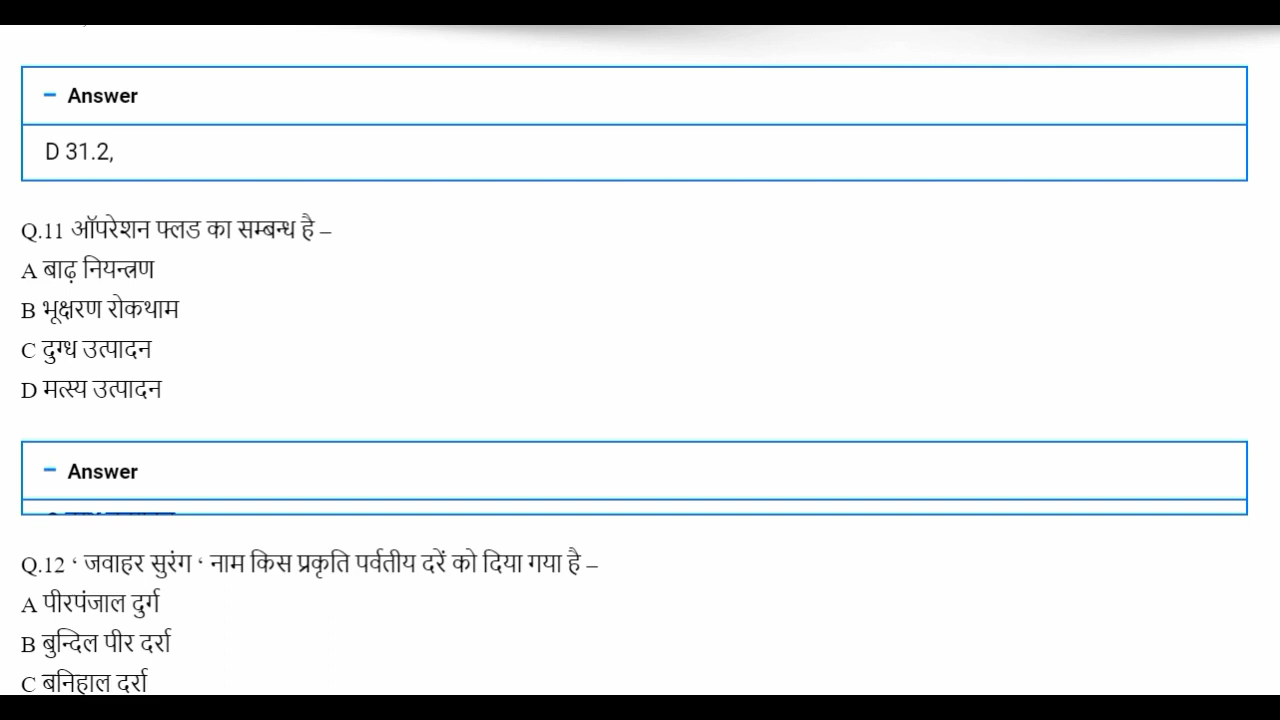 − Answer
D 31.2,
Q.11 ऑपरेशन फ्लड का सम्बन्ध है –
A बाढ़ नियन्त्रण
B भूक्षरण रोकथाम
C दुग्ध उत्पादन
D मत्स्य उत्पादन
− Answer
Q.12 ‘ जवाहर सुरंग ‘ नाम किस प्रकृति पर्वतीय दरें को दिया गया है –
A पीरपंजाल दुर्ग
B बुन्दिल पीर दर्रा
C बनिहाल दर्रा